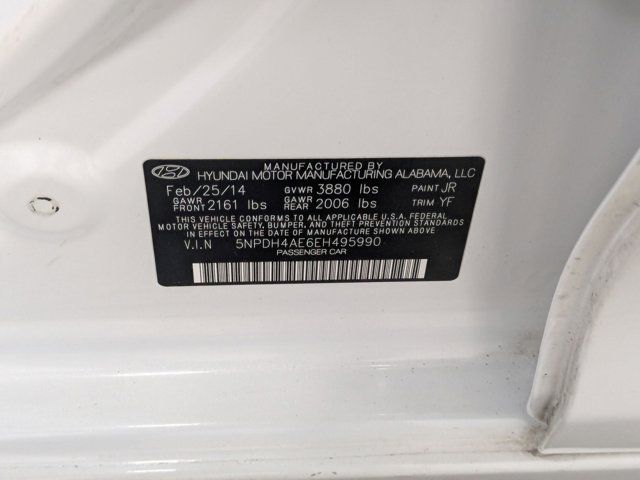 MANUFACTURED BY
HYUNDAI MOTOR MANUFACTURING ALABAMA, LLC
Feb/25/14 GVWR 3880 lbs PAINT JR
GAWR FRONT 2161 lbs GAWR REAR 2006 lbs TRIM YF
THIS VEHICLE CONFORMS TO ALL APPLICABLE U.S.A. FEDERAL
MOTOR VEHICLE SAFETY, BUMPER, AND THEFT PREVENTION STANDARDS
IN EFFECT ON THE DATE OF MANUFACTURE SHOWN ABOVE.
V.I.N 5NPDH4AE6EH495990
PASSENGER CAR